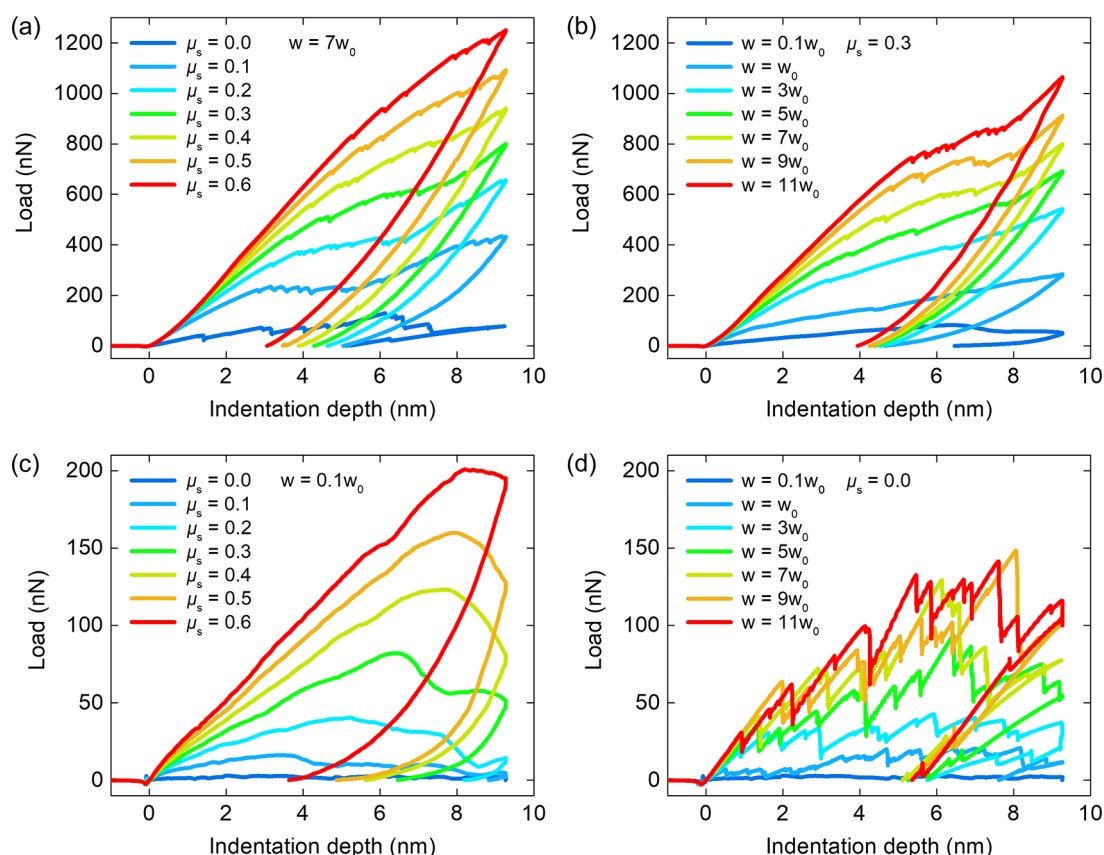 (a)
μs = 0.0 w = 7w0
μs = 0.1
μs = 0.2
μs = 0.3
μs = 0.4
μs = 0.5
μs = 0.6
1200
1000
800
600
400
200
0
Load (nN)
0 2 4 6 8 10
Indentation depth (nm)
(b)
w = 0.1w0 μs = 0.3
w = w0
w = 3w0
w = 5w0
w = 7w0
w = 9w0
w = 11w0
1200
1000
800
600
400
200
0
Load (nN)
0 2 4 6 8 10
Indentation depth (nm)
(c)
μs = 0.0 w = 0.1w0
μs = 0.1
μs = 0.2
μs = 0.3
μs = 0.4
μs = 0.5
μs = 0.6
200
150
100
50
0
Load (nN)
0 2 4 6 8 10
Indentation depth (nm)
(d)
w = 0.1w0 μs = 0.0
w = w0
w = 3w0
w = 5w0
w = 7w0
w = 9w0
w = 11w0
200
150
100
50
0
Load (nN)
0 2 4 6 8 10
Indentation depth (nm)